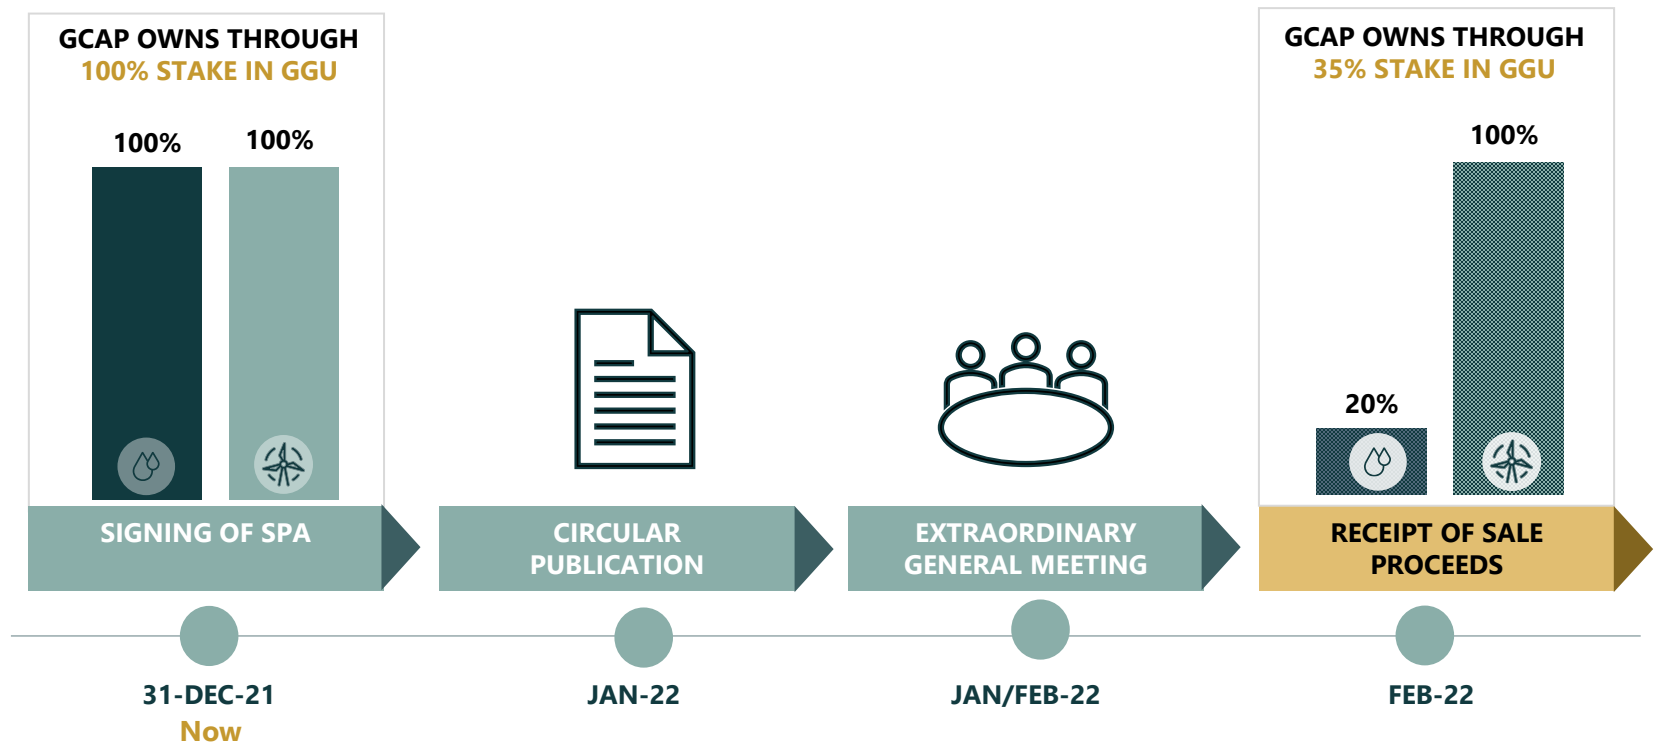 GCAP OWNS THROUGH
100% STAKE IN GGU
100%
100%
SIGNING OF SPA
31-DEC-21
Now
CIRCULAR
PUBLICATION
JAN-22
EXTRAORDINARY
GENERAL MEETING
JAN/FEB-22
GCAP OWNS THROUGH
35% STAKE IN GGU
20%
100%
RECEIPT OF SALE
PROCEEDS
FEB-22